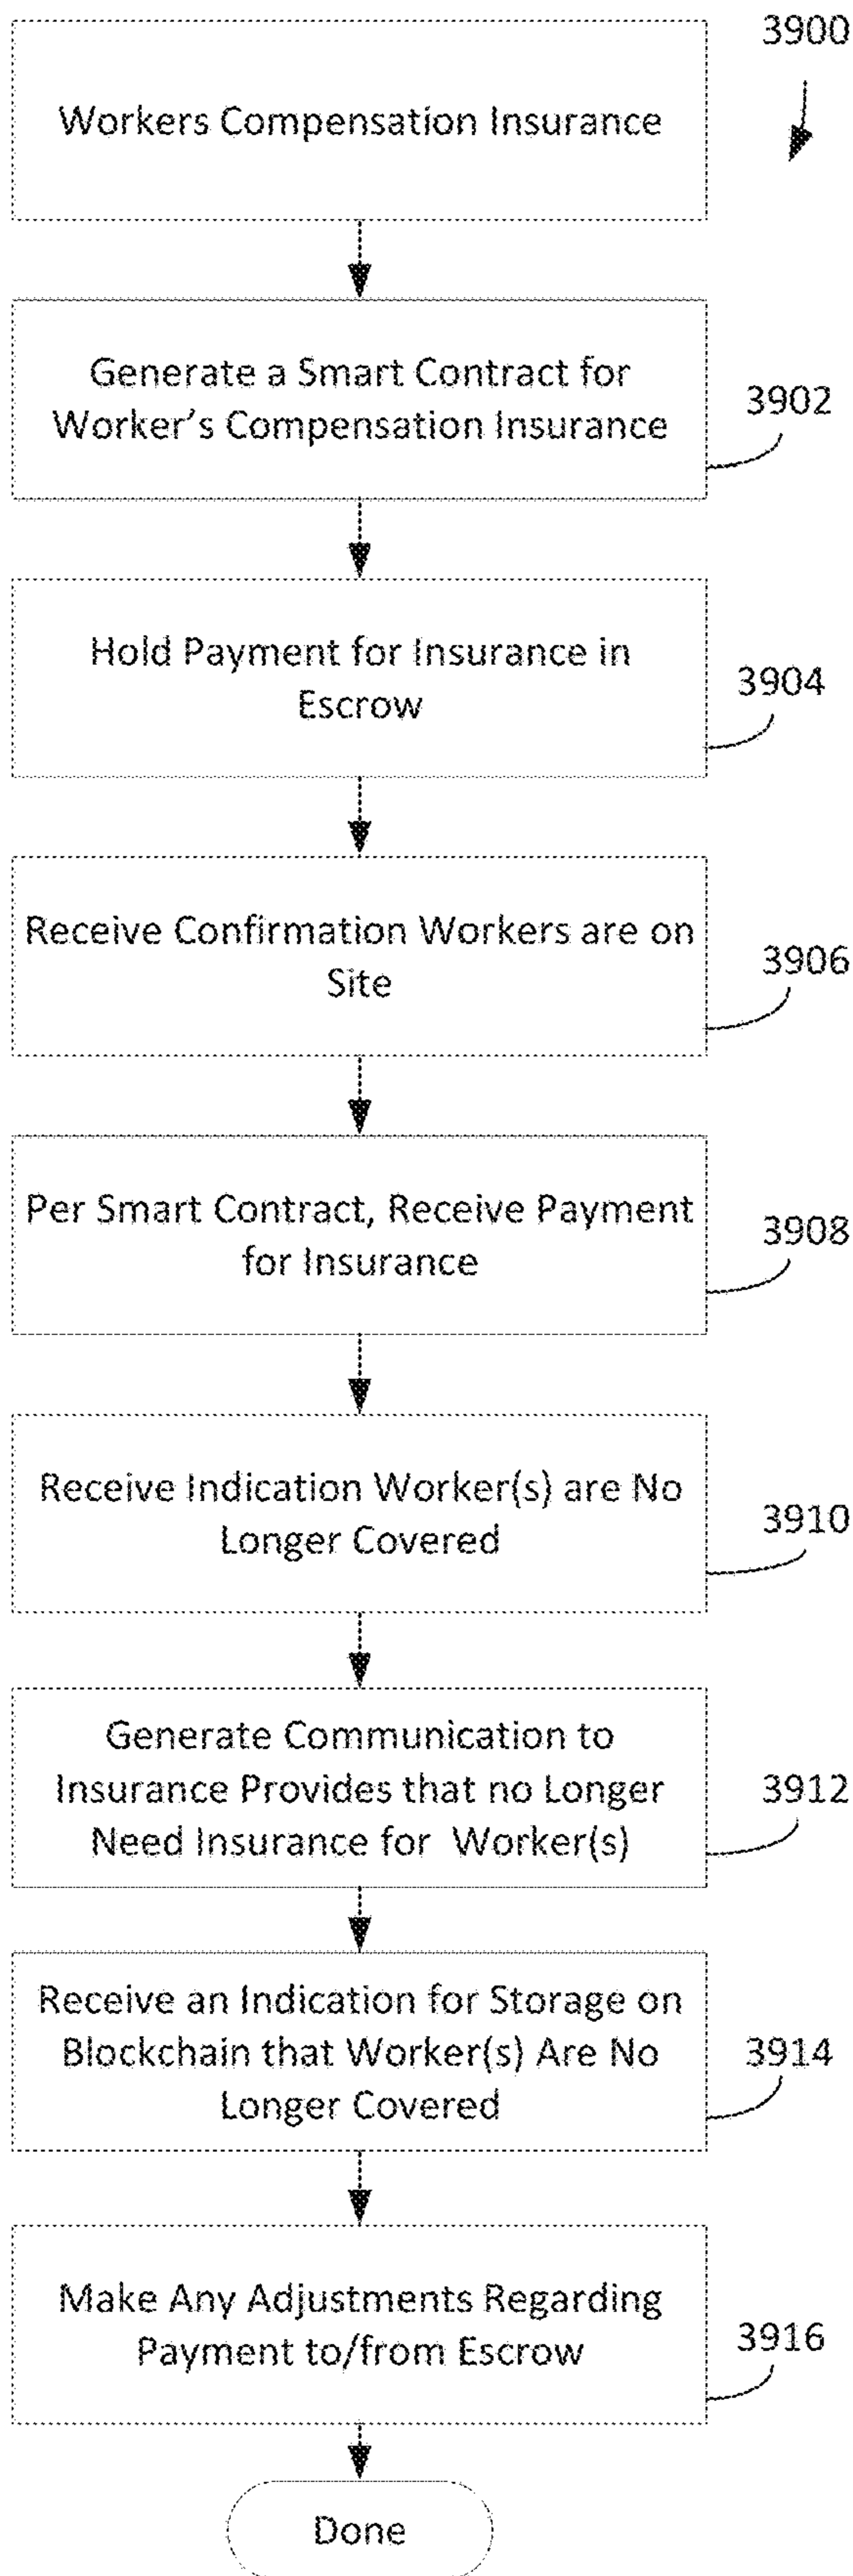 3900
Workers Compensation Insurance
Generate a Smart Contract for
Worker's Compensation Insurance
3902
Hold Payment for Insurance in
Escrow
3904
Receive Confirmation Workers are on
Site
3906
Per Smart Contract, Receive Payment
for Insurance
3908
Receive Indication Worker(s) are No
Longer Covered
3910
Generate Communication to
Insurance Provides that no Longer
Need Insurance for Worker(s)
3912
Receive an Indication for Storage on
Blockchain that Worker(s) Are No
Longer Covered
3914
Make Any Adjustments Regarding
Payment to/from Escrow
3916
Done